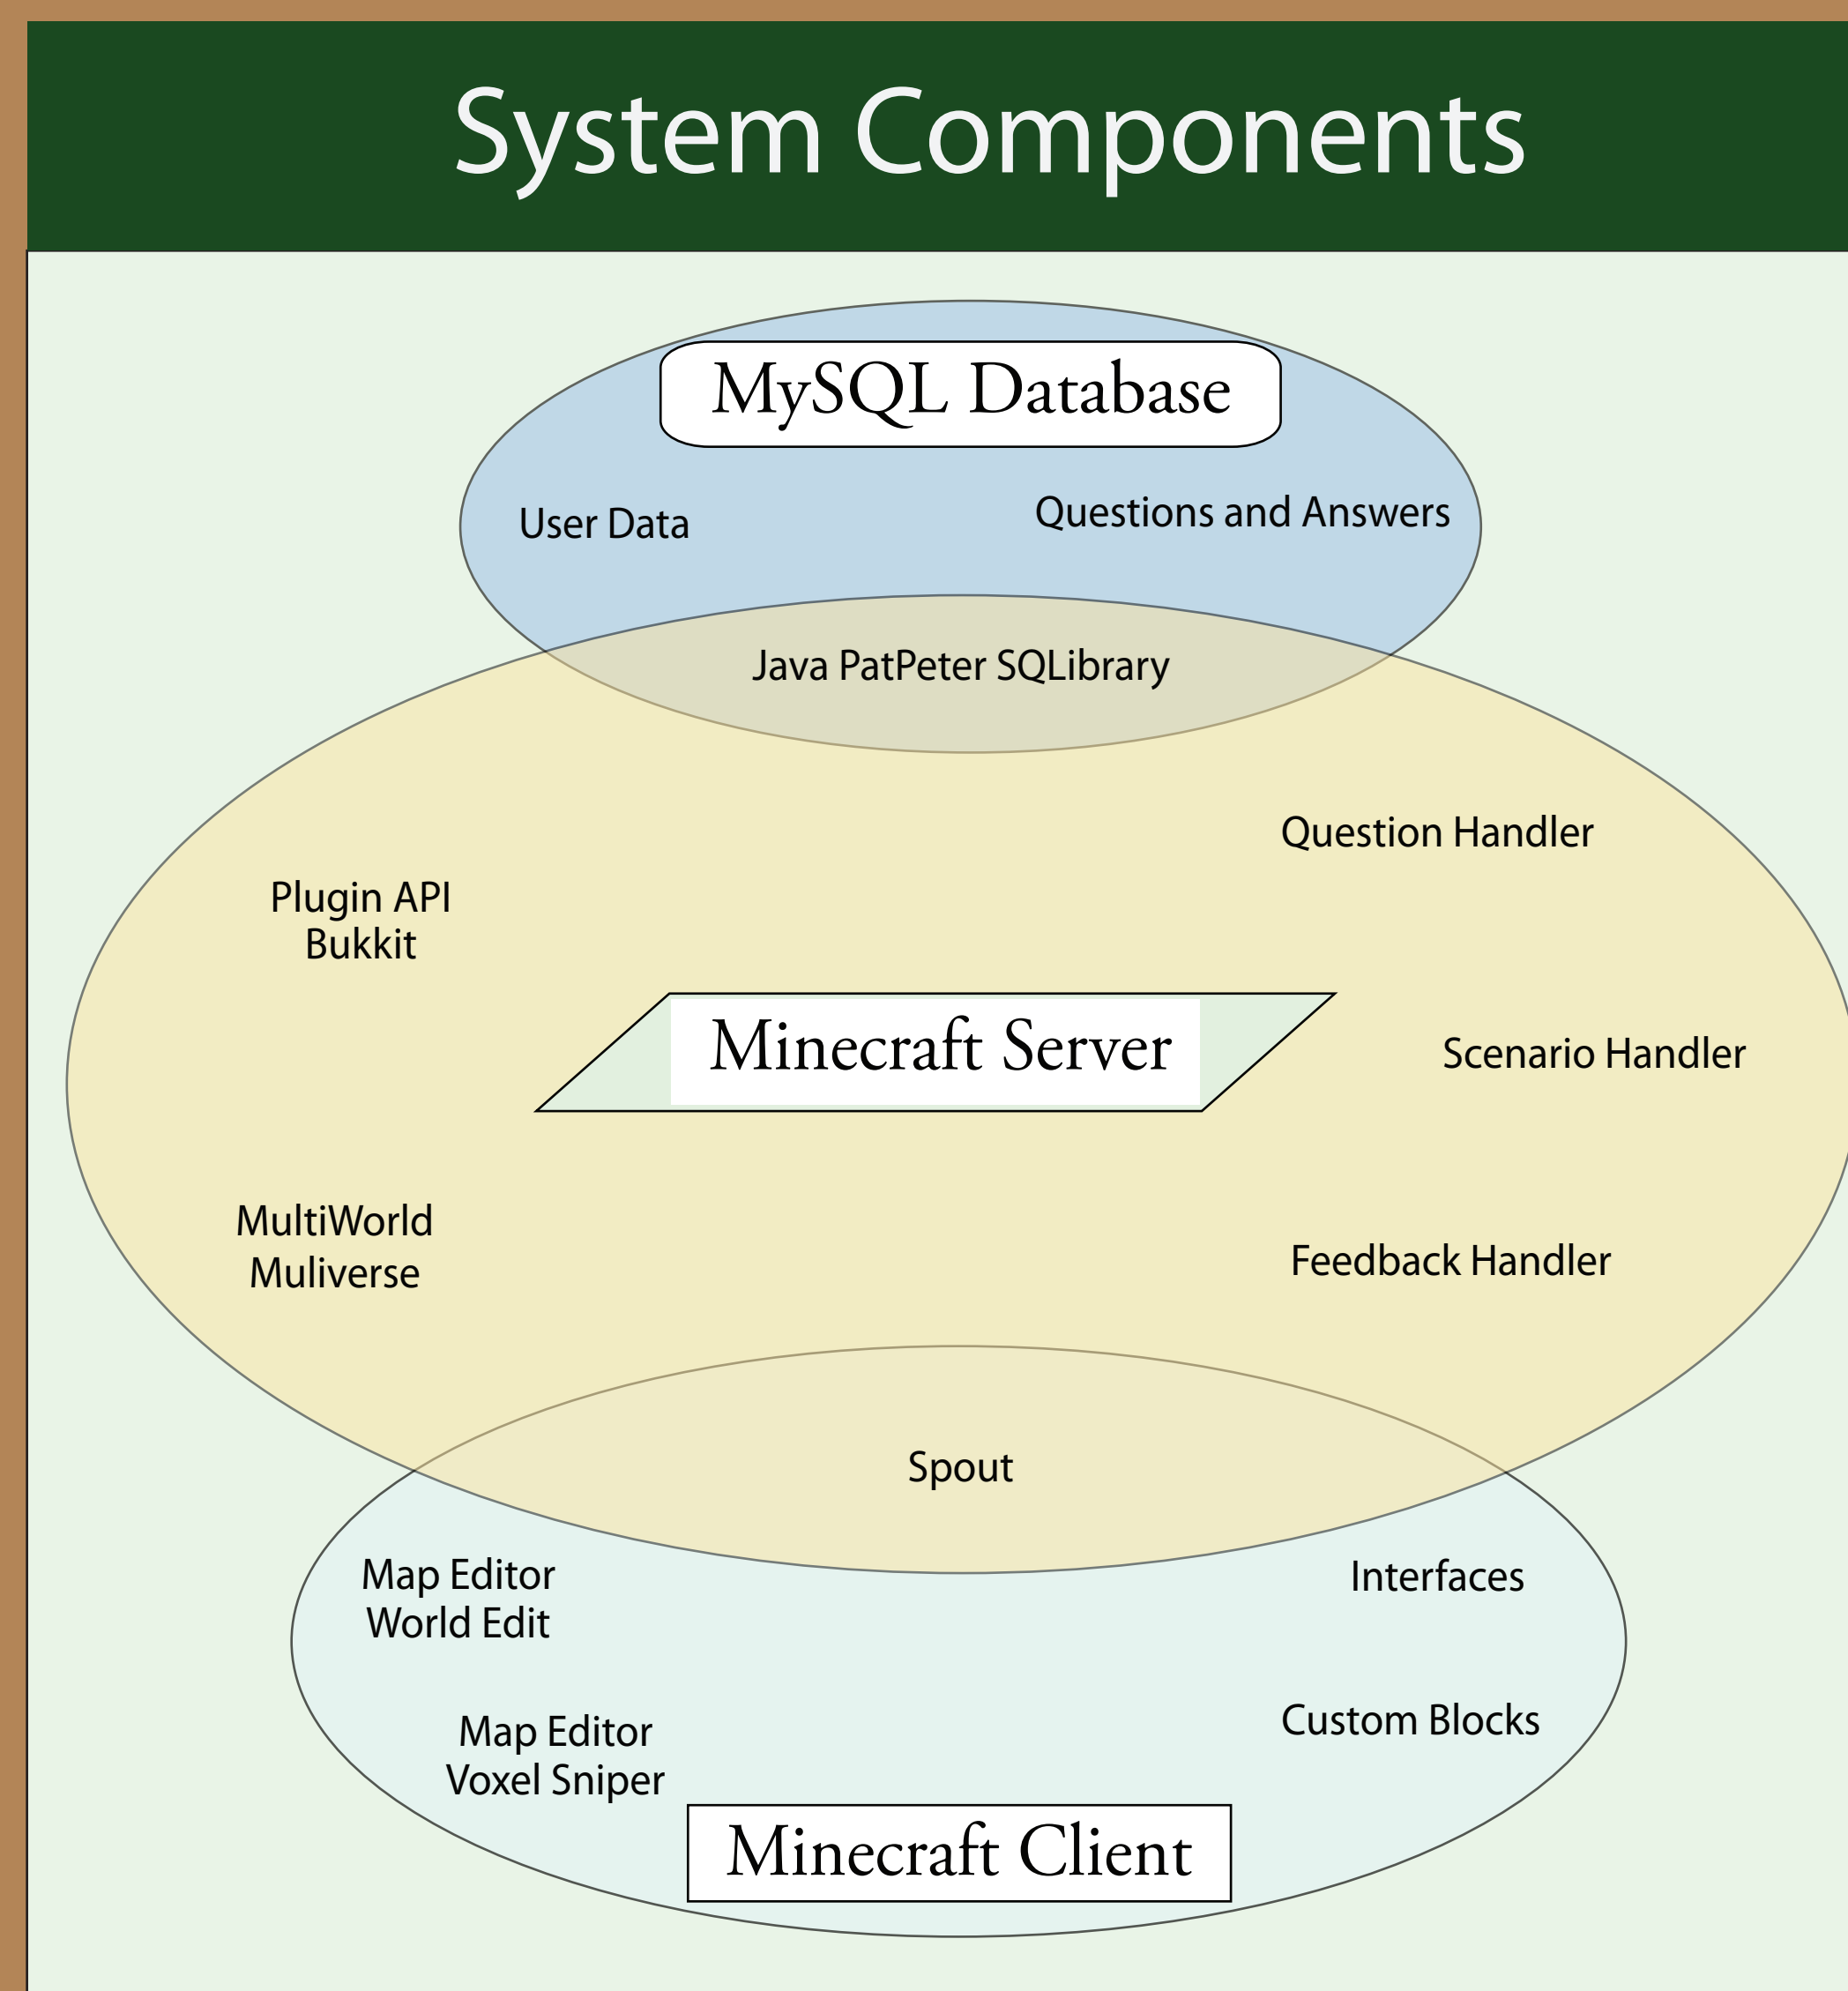 System Components
MySQL Database
User Data
Questions and Answers
Java PatPeter SQLibrary
Question Handler
Plugin API
Bukkit
Minecraft Server
Scenario Handler
MultiWorld
Muliverse
Feedback Handler
Spout
Map Editor
World Edit
Interfaces
Map Editor
Voxel Sniper
Custom Blocks
Minecraft Client